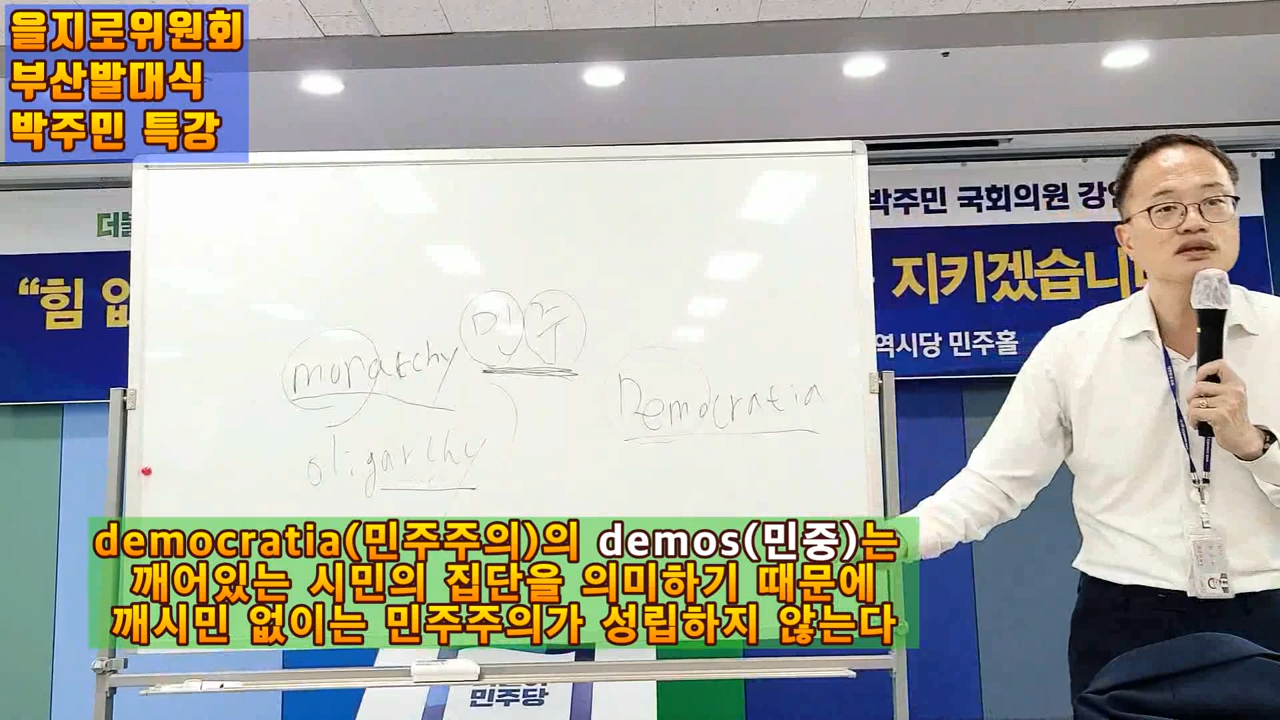 을지로위원회
부산발대식
박주민 특강
더불
박주민 국회의원 강연
“힘 없
지키겠습니다
역시당 민주홀
민주
monarchy
Democratia
oligarchy
democratia(민주주의)의 demos(민중)는
깨어있는 시민의 집단을 의미하기 때문에
깨시민 없이는 민주주의가 성립하지 않는다
민주당